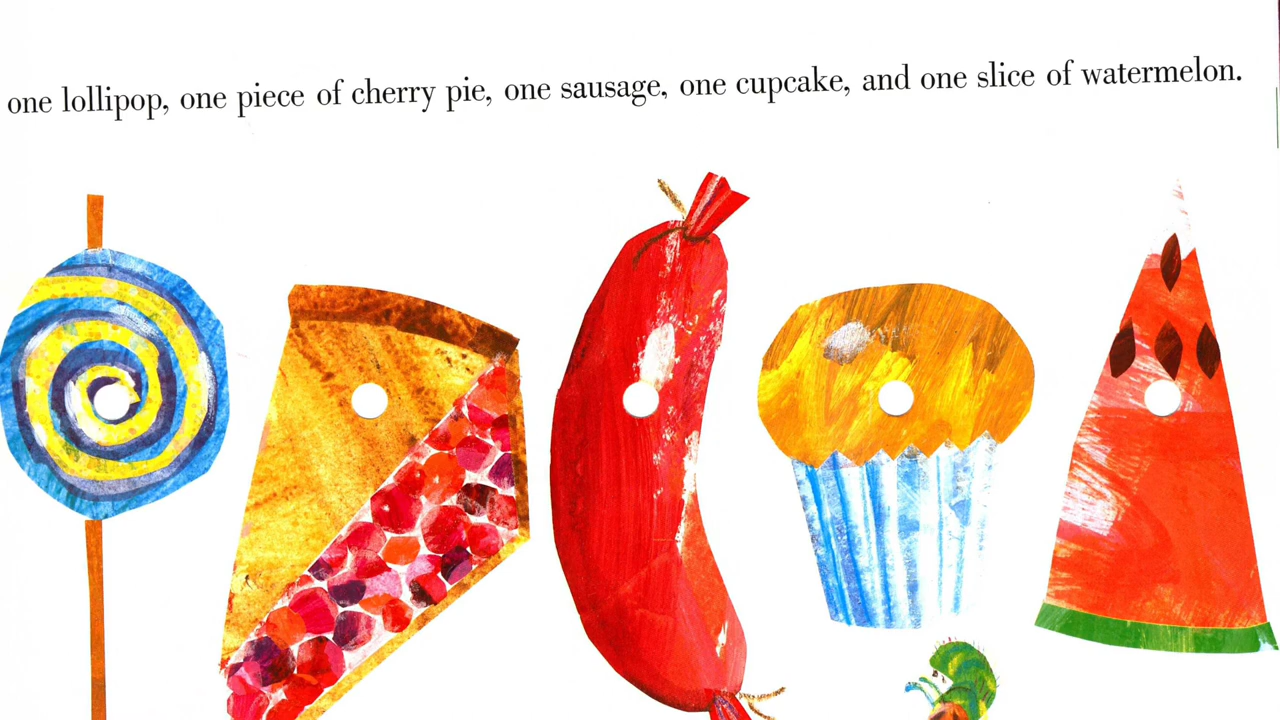 one lollipop, one piece of cherry pie, one sausage, one cupcake, and one slice of watermelon.